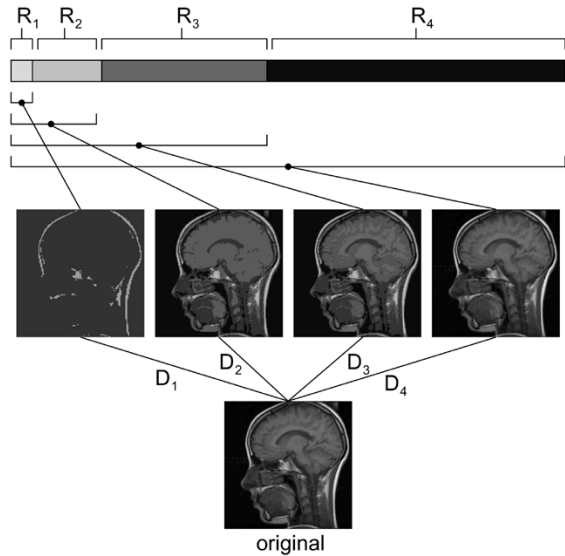 R₁ R₂ R₃ R₄
D₁ D₂ D₃ D₄
original